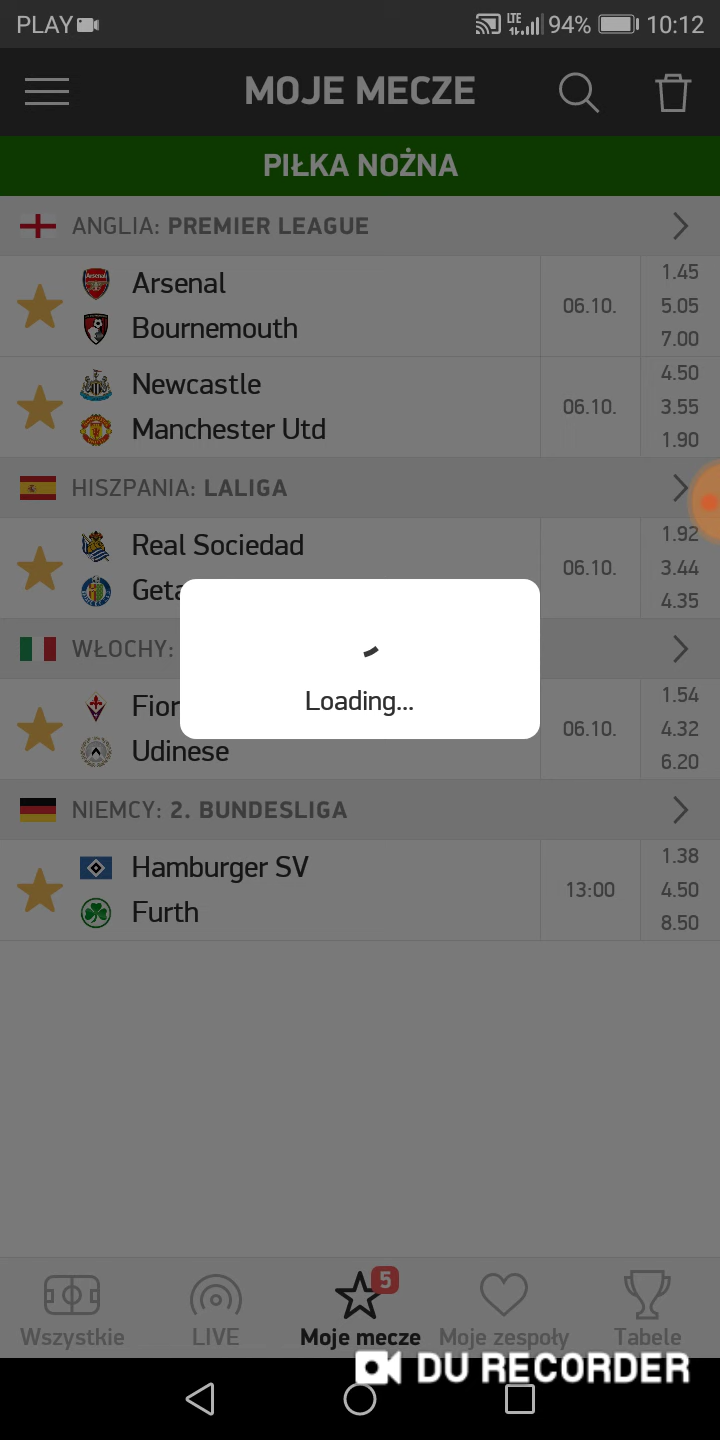 PLAY LTE 94% 10:12
MOJE MECZE
PIŁKA NOŻNA
ANGLIA: PREMIER LEAGUE
Arsenal
Bournemouth
06.10.
1.45
5.05
7.00
Newcastle
Manchester Utd
06.10.
4.50
3.55
1.90
HISZPANIA: LALIGA
Real Sociedad
Geta
06.10.
1.92
3.44
4.35
WŁOCHY:
Fior
Udinese
06.10.
1.54
4.32
6.20
NIEMCY: 2. BUNDESLIGA
Hamburger SV
Furth
13:00
1.38
4.50
8.50
Loading...
5
Wszystkie LIVE Moje mecze Moje zespoły Tabele
DU RECORDER